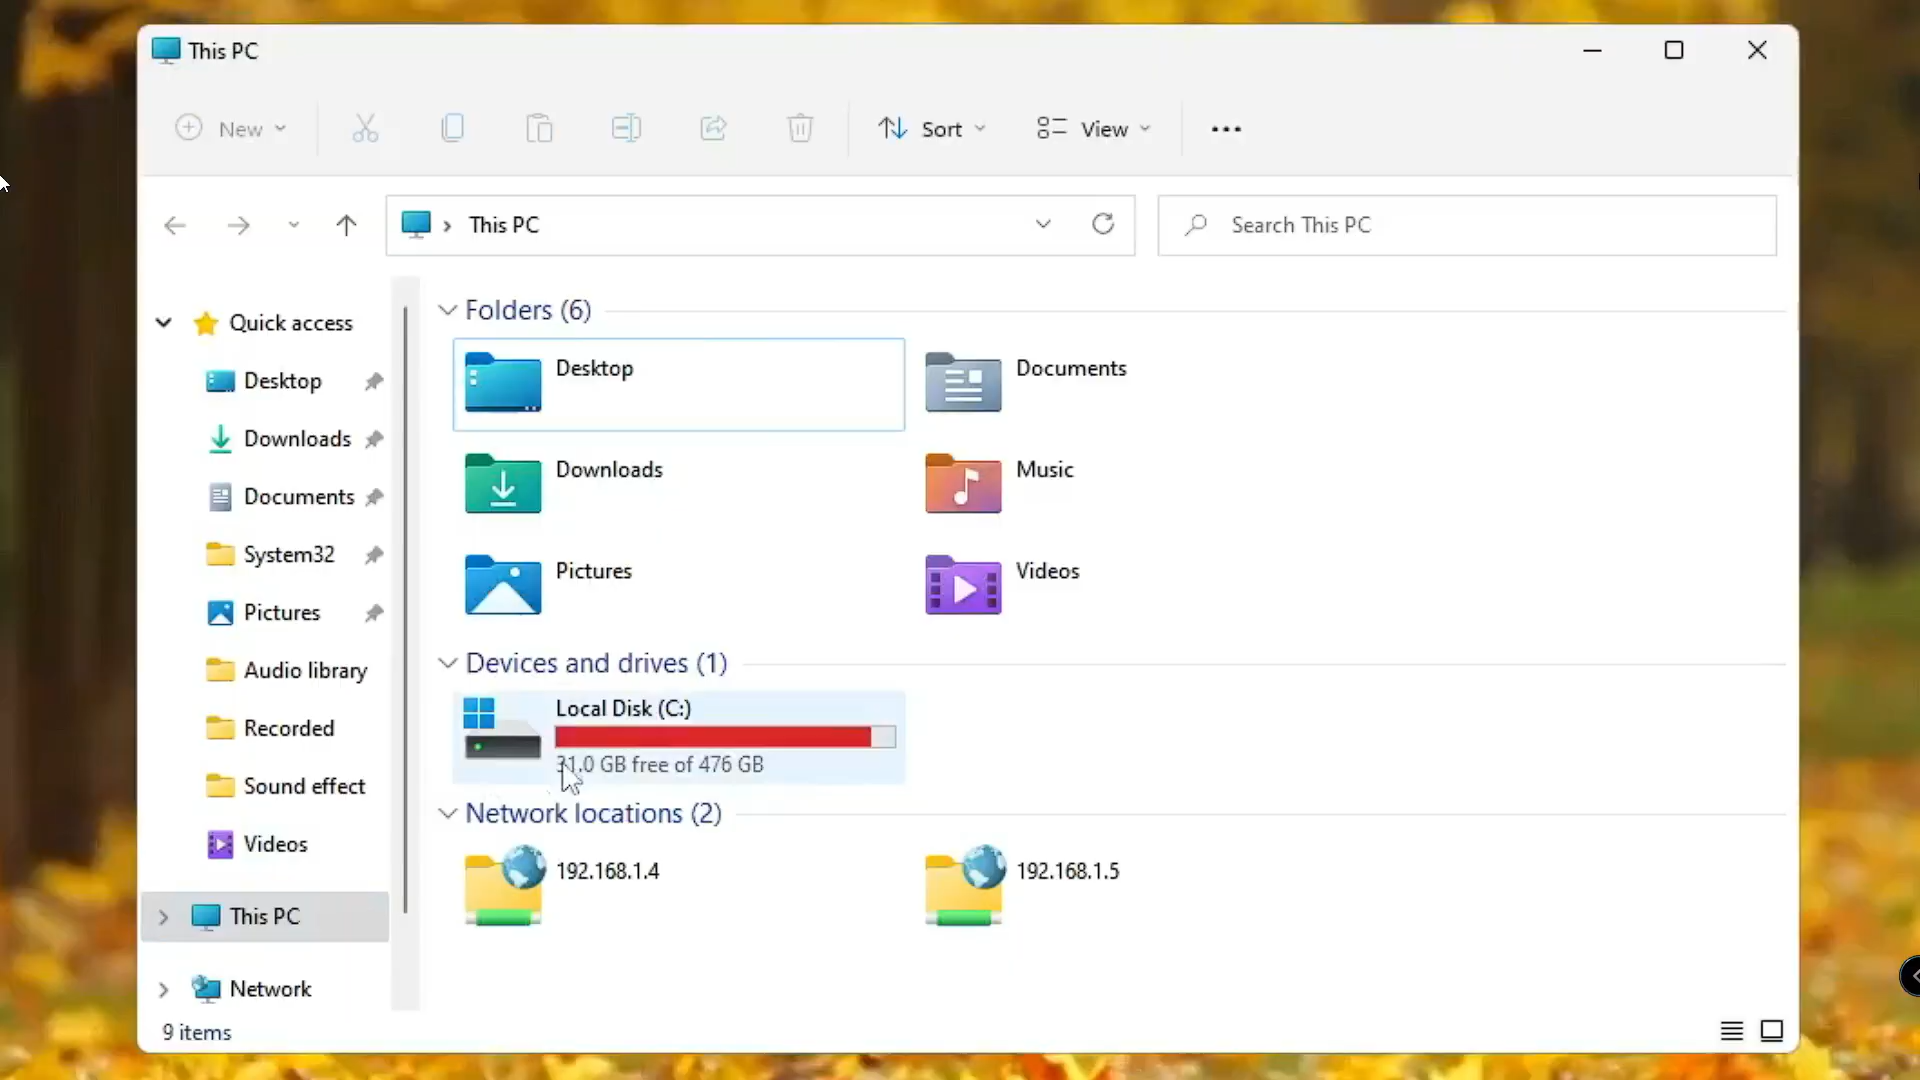 This PC
New
Sort
View
This PC
Search This PC
Quick access
Desktop
Downloads
Documents
System32
Pictures
Audio library
Recorded
Sound effect
Videos
This PC
Network
Folders (6)
Desktop
Documents
Downloads
Music
Pictures
Videos
Devices and drives (1)
Local Disk (C:)
31.0 GB free of 476 GB
Network locations (2)
192.168.1.4
192.168.1.5
9 items